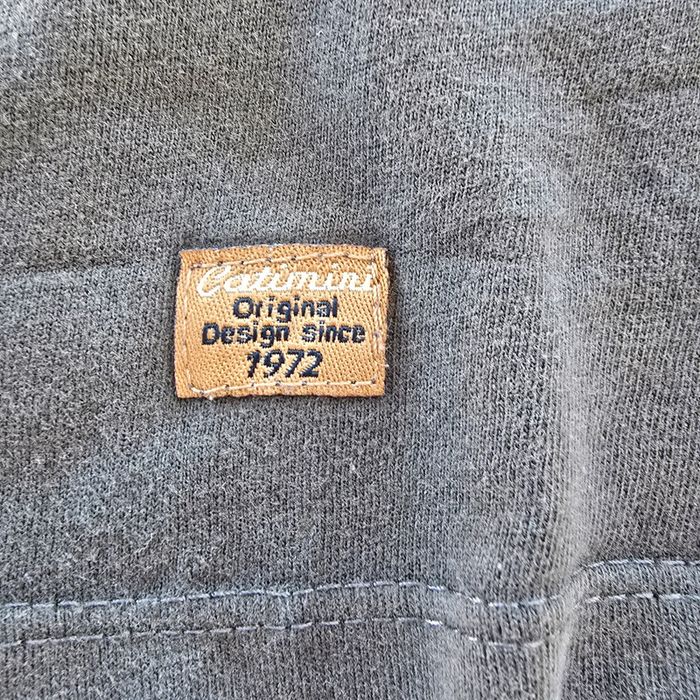 Catimini
Original
Design since
1972